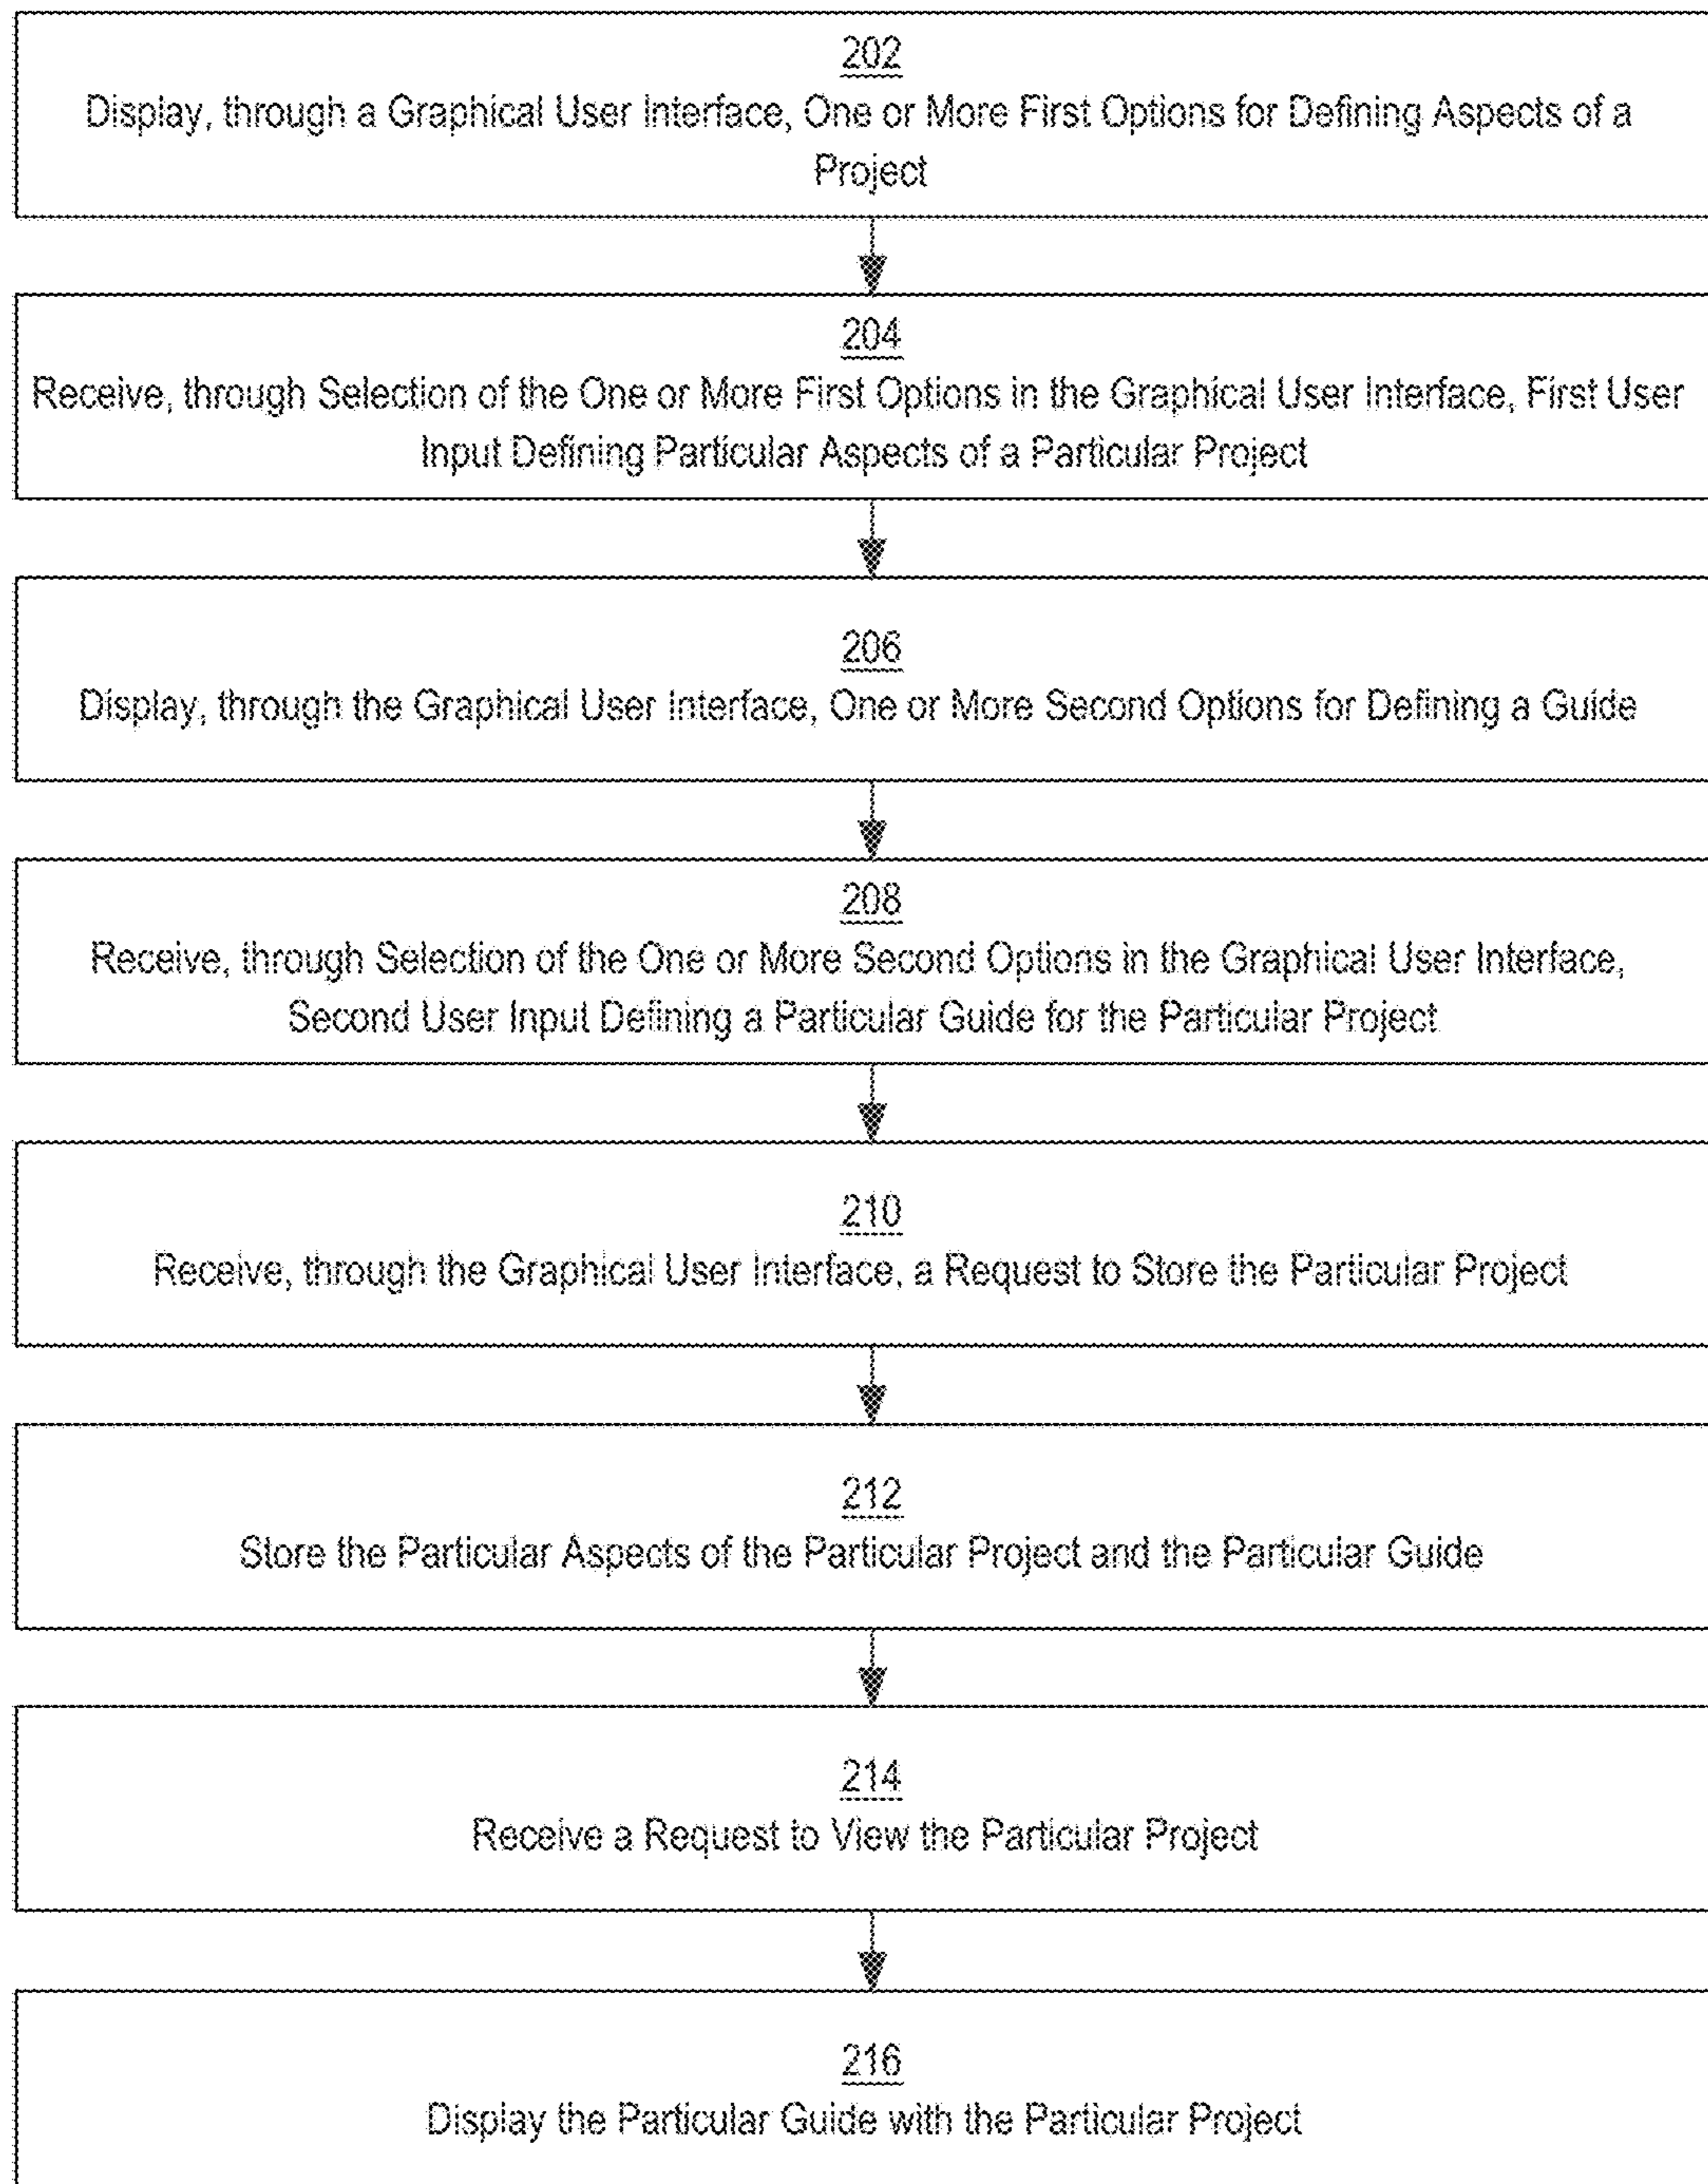 202
Display, through a Graphical User Interface, One or More First Options for Defining Aspects of a
Project
204
Receive, through Selection of the One or More First Options in the Graphical User Interface, First User
Input Defining Particular Aspects of a Particular Project
206
Display, through the Graphical User Interface, One or More Second Options for Defining a Guide
208
Receive, through Selection of the One or More Second Options in the Graphical User Interface,
Second User Input Defining a Particular Guide for the Particular Project
210
Receive, through the Graphical User Interface, a Request to Store the Particular Project
212
Store the Particular Aspects of the Particular Project and the Particular Guide
214
Receive a Request to View the Particular Project
216
Display the Particular Guide with the Particular Project